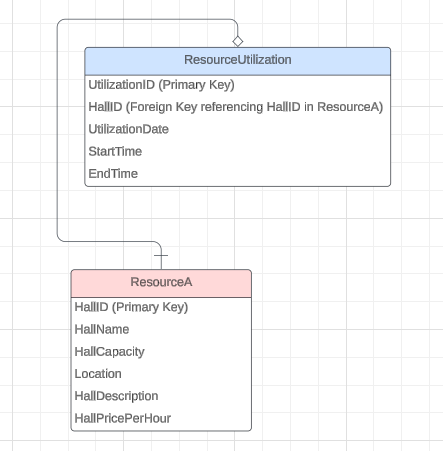 ResourceUtilization
UtilizationID (Primary Key)
HallID (Foreign Key referencing HallID in ResourceA)
UtilizationDate
StartTime
EndTime
ResourceA
HallID (Primary Key)
HallName
HallCapacity
Location
HallDescription
HallPricePerHour